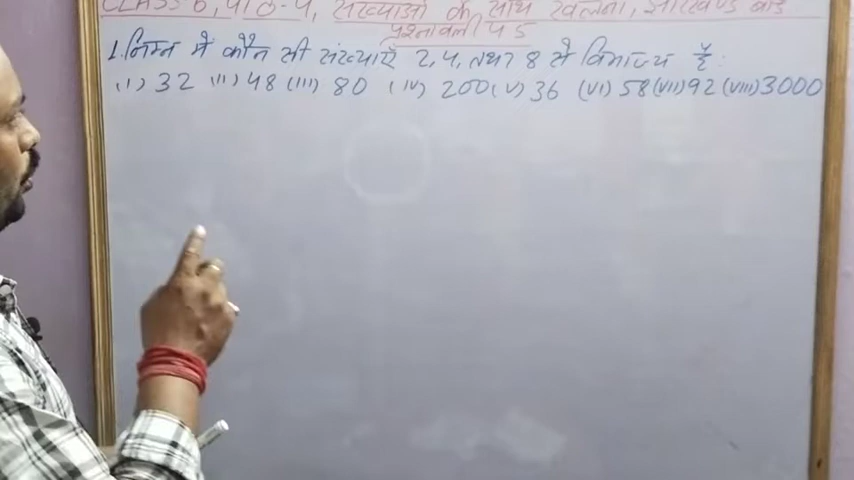 CLASS-6, पाठ-4, संख्याओं के साथ खेलना, झारखण्ड बोर्ड
प्रश्नावली 4.5
1. निम्न में कौन सी संख्याएँ 2, 4, तथा 8 से विभाज्य है:
(i) 32 (ii) 48 (iii) 80 (iv) 200 (v) 36 (vi) 58 (vii) 92 (viii) 3000